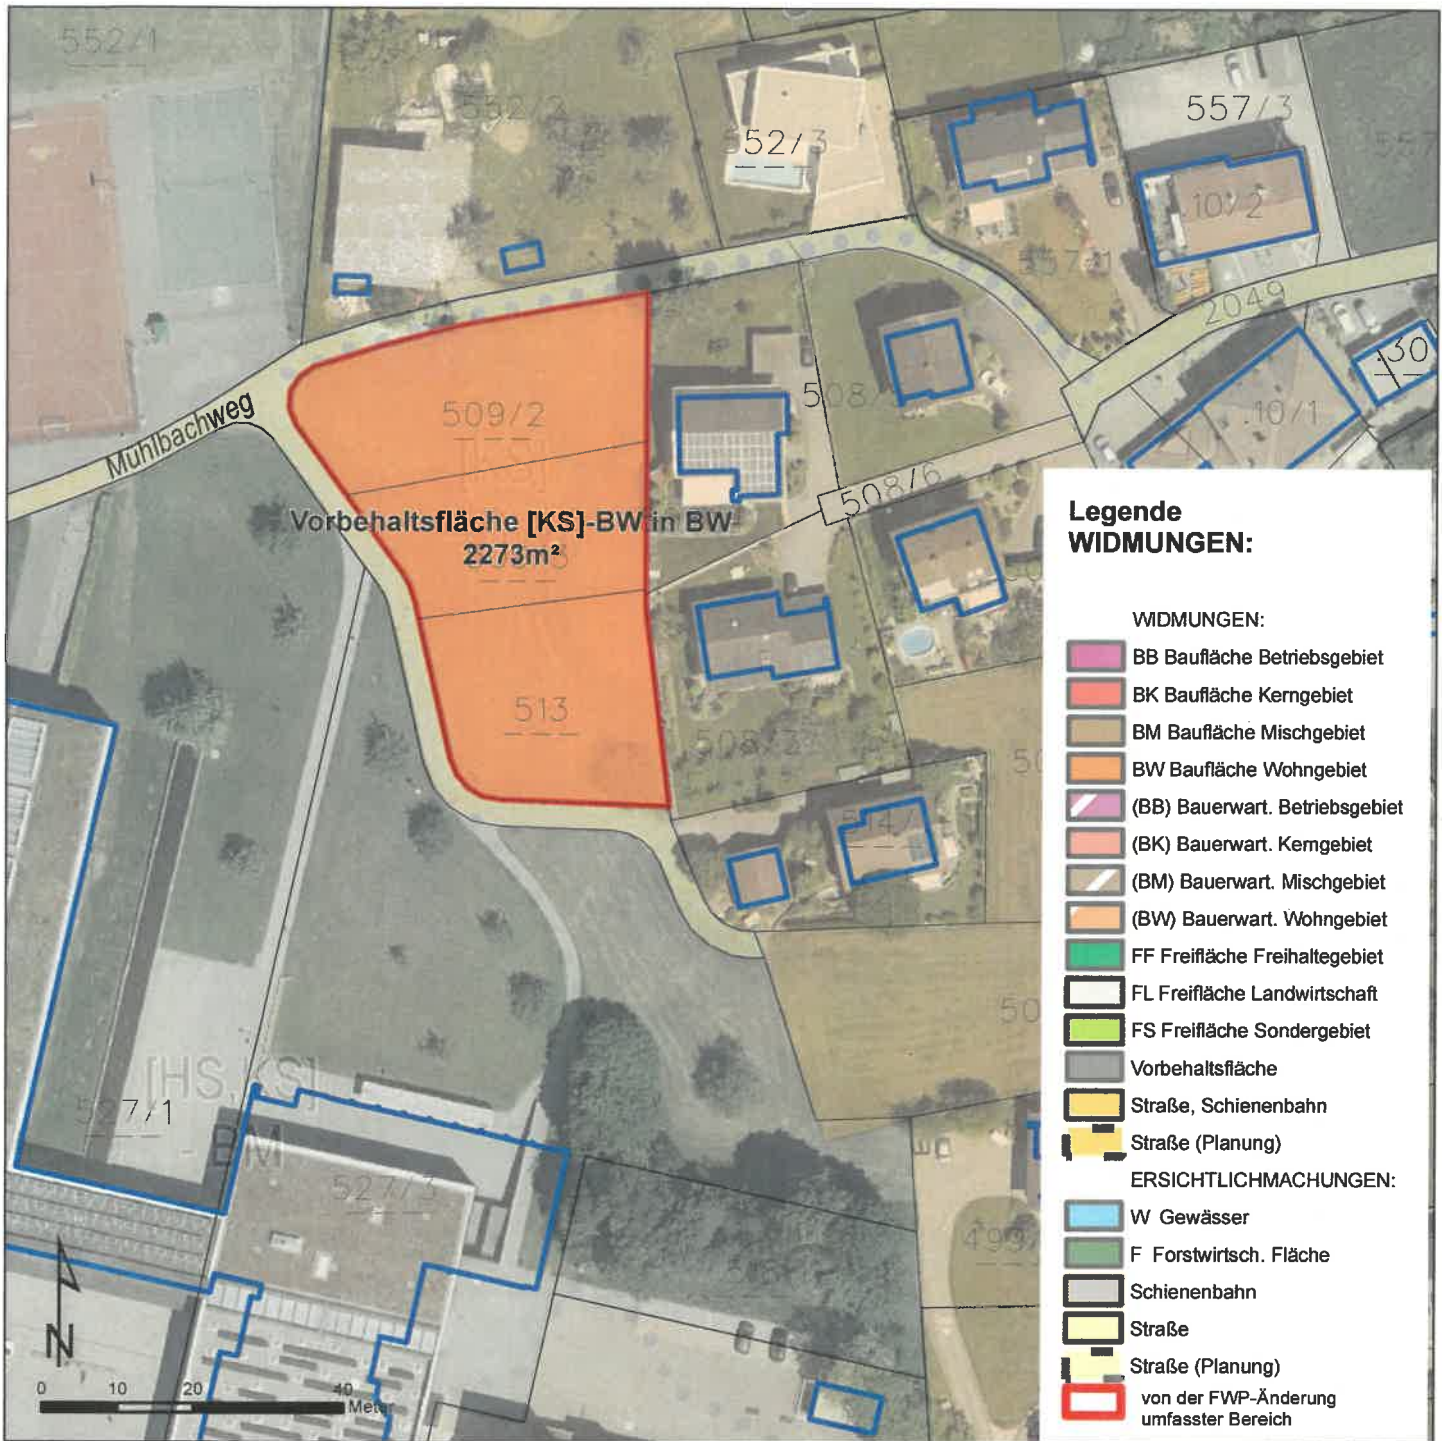 552/1
552/2
552/3
557/3
557
.10/2
557/1
2049
.30
.10/1
509/2
[KS]
Mühlbachweg
508/6
Vorbehaltsfläche [KS]-BW in BW
2273m²
513
508/3
[HS,KS]
-BM
527/1
527/3
N
0 10 20 40
Meter
Legende
WIDMUNGEN:
WIDMUNGEN:
BB Baufläche Betriebsgebiet
BK Baufläche Kerngebiet
BM Baufläche Mischgebiet
BW Baufläche Wohngebiet
(BB) Bauerwart. Betriebsgebiet
(BK) Bauerwart. Kerngebiet
(BM) Bauerwart. Mischgebiet
(BW) Bauerwart. Wohngebiet
FF Freifläche Freihaltegebiet
FL Freifläche Landwirtschaft
FS Freifläche Sondergebiet
Vorbehaltsfläche
Straße, Schienenbahn
Straße (Planung)
ERSICHTLICHMACHUNGEN:
W Gewässer
F Forstwirtsch. Fläche
Schienenbahn
Straße
Straße (Planung)
von der FWP-Änderung
umfasster Bereich